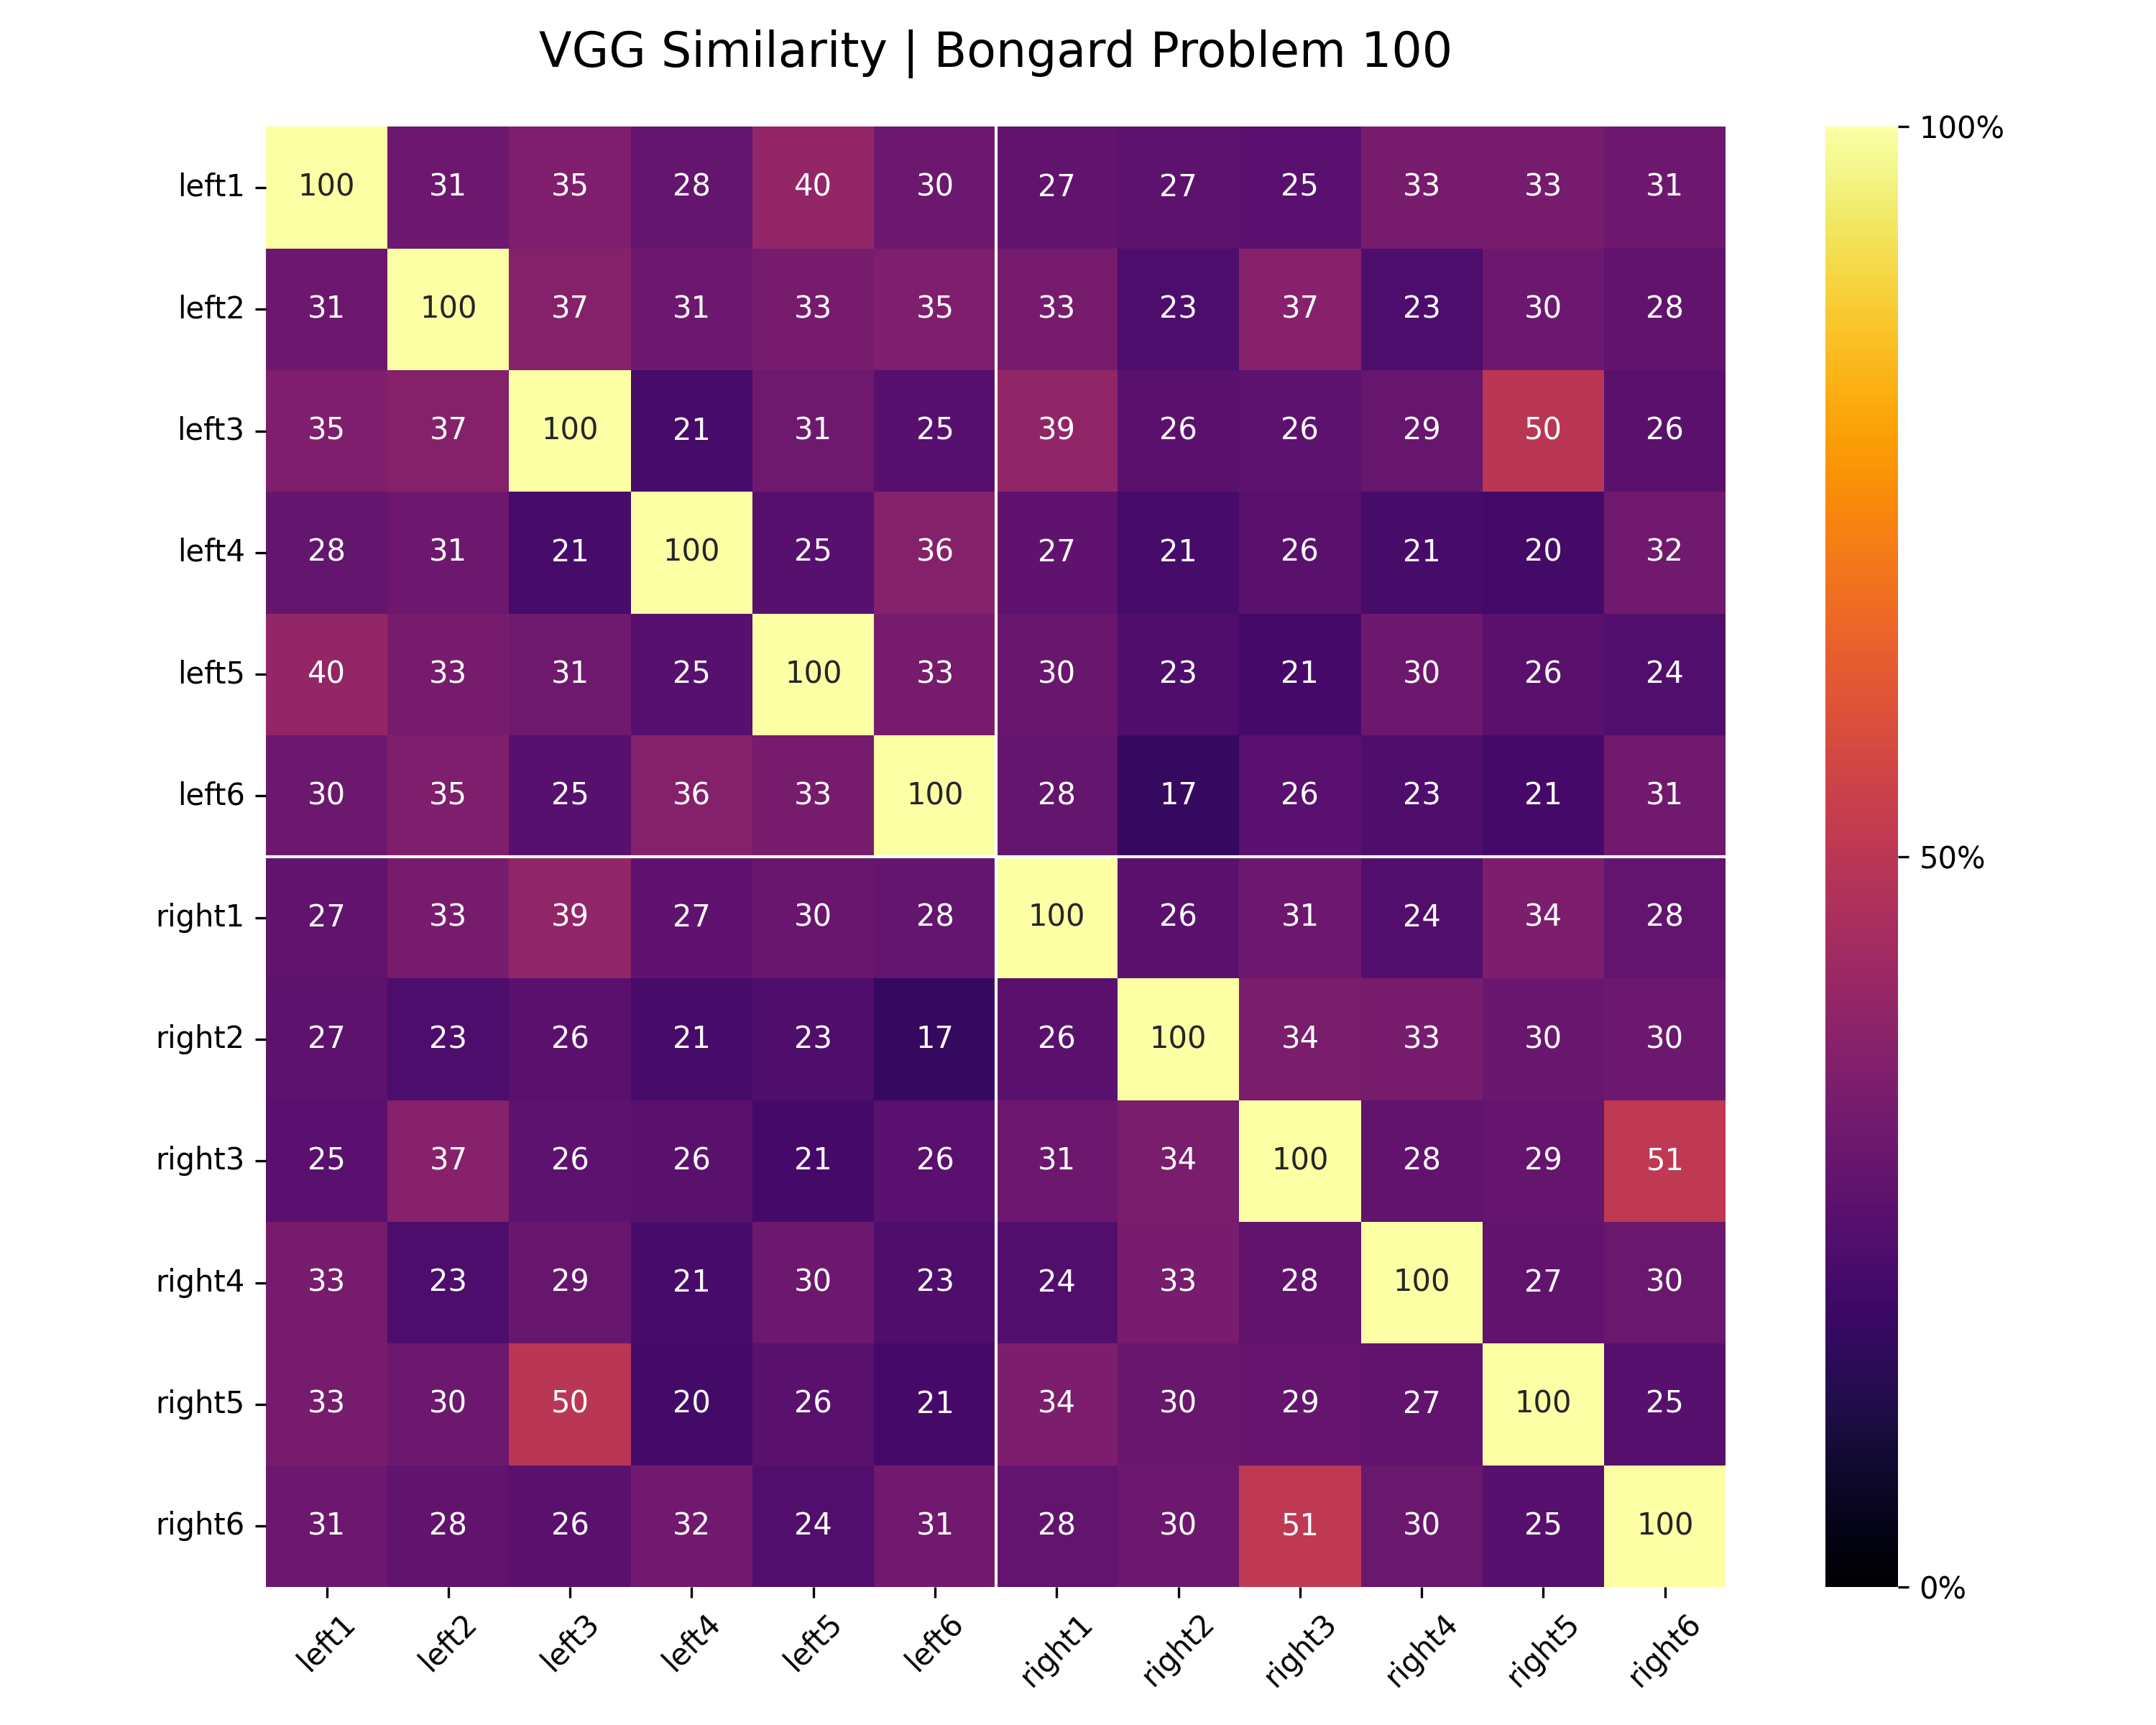 VGG Similarity | Bongard Problem 100
left1 100 31 35 28 40 30 27 27 25 33 33 31
left2 31 100 37 31 33 35 33 23 37 23 30 28
left3 35 37 100 21 31 25 39 26 26 29 50 26
left4 28 31 21 100 25 36 27 21 26 21 20 32
left5 40 33 31 25 100 33 30 23 21 30 26 24
left6 30 35 25 36 33 100 28 17 26 23 21 31
right1 27 33 39 27 30 28 100 26 31 24 34 28
right2 27 23 26 21 23 17 26 100 34 33 30 30
right3 25 37 26 26 21 26 31 34 100 28 29 51
right4 33 23 29 21 30 23 24 33 28 100 27 30
right5 33 30 50 20 26 21 34 30 29 27 100 25
right6 31 28 26 32 24 31 28 30 51 30 25 100
left1 left2 left3 left4 left5 left6 right1 right2 right3 right4 right5 right6
100%
50%
0%